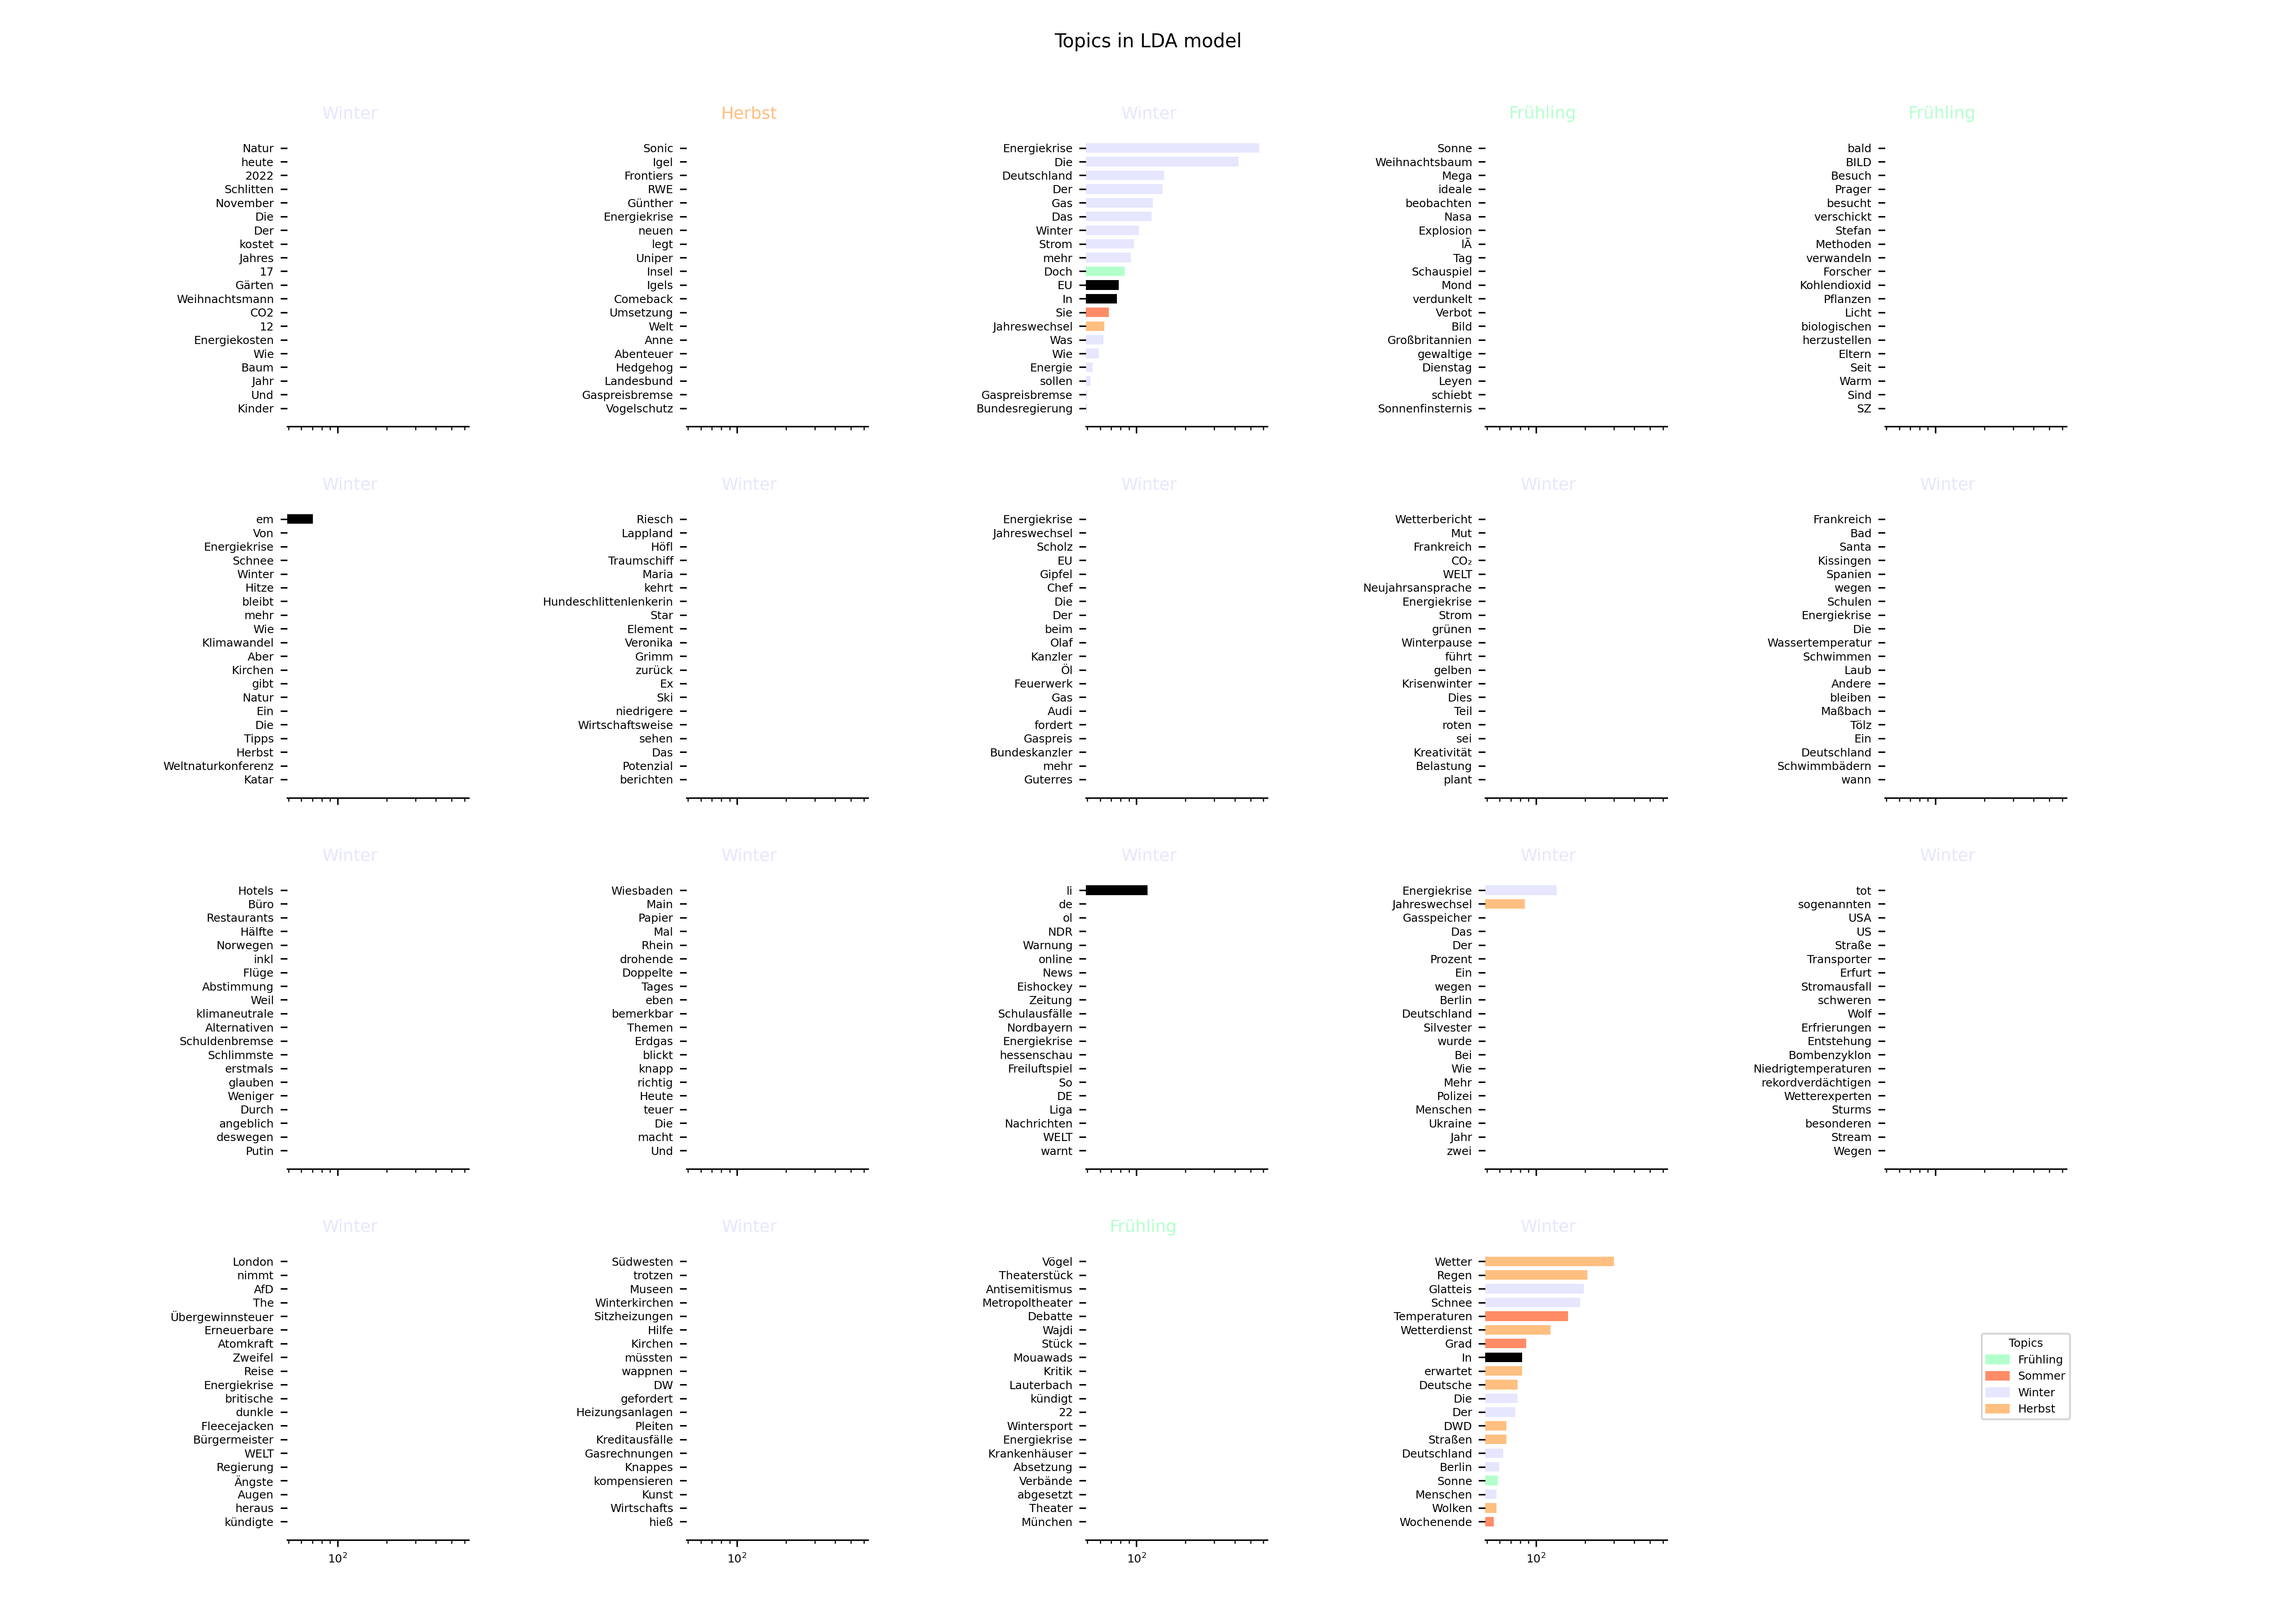 Topics in LDA model
Winter
Natur
heute
2022
Schlitten
November
Die
Der
kostet
Jahres
17
Gärten
Weihnachtsmann
CO2
12
Energiekosten
Wie
Baum
Jahr
Und
Kinder
Herbst
Sonic
Igel
Frontiers
RWE
Günther
Energiekrise
neuen
legt
Uniper
Insel
Igels
Comeback
Umsetzung
Welt
Anne
Abenteuer
Hedgehog
Landesbund
Gaspreisbremse
Vogelschutz
Winter
Energiekrise
Die
Deutschland
Der
Gas
Das
Winter
Strom
mehr
Doch
EU
In
Sie
Jahreswechsel
Was
Wie
Energie
sollen
Gaspreisbremse
Bundesregierung
Frühling
Sonne
Weihnachtsbaum
Mega
ideale
beobachten
Nasa
Explosion
lÃ
Tag
Schauspiel
Mond
verdunkelt
Verbot
Bild
Großbritannien
gewaltige
Dienstag
Leyen
schiebt
Sonnenfinsternis
Frühling
bald
BILD
Besuch
Prager
besucht
verschickt
Stefan
Methoden
verwandeln
Forscher
Kohlendioxid
Pflanzen
Licht
biologischen
herzustellen
Eltern
Seit
Warm
Sind
SZ
Winter
em
Von
Energiekrise
Schnee
Winter
Hitze
bleibt
mehr
Wie
Klimawandel
Aber
Kirchen
gibt
Natur
Ein
Die
Tipps
Herbst
Weltnaturkonferenz
Katar
Winter
Riesch
Lappland
Höfl
Traumschiff
Maria
kehrt
Hundeschlittenlenkerin
Star
Element
Veronika
Grimm
zurück
Ex
Ski
niedrigere
Wirtschaftsweise
sehen
Das
Potenzial
berichten
Winter
Energiekrise
Jahreswechsel
Scholz
EU
Gipfel
Chef
Die
Der
beim
Olaf
Kanzler
Öl
Feuerwerk
Gas
Audi
fordert
Gaspreis
Bundeskanzler
mehr
Guterres
Winter
Wetterbericht
Mut
Frankreich
CO₂
WELT
Neujahrsansprache
Energiekrise
Strom
grünen
Winterpause
führt
gelben
Krisenwinter
Dies
Teil
roten
sei
Kreativität
Belastung
plant
Winter
Frankreich
Bad
Santa
Kissingen
Spanien
wegen
Schulen
Energiekrise
Die
Wassertemperatur
Schwimmen
Laub
Andere
bleiben
Maßbach
Tölz
Ein
Deutschland
Schwimmbädern
wann
Winter
Hotels
Büro
Restaurants
Hälfte
Norwegen
inkl
Flüge
Abstimmung
Weil
klimaneutrale
Alternativen
Schuldenbremse
Schlimmste
erstmals
glauben
Weniger
Durch
angeblich
deswegen
Putin
Winter
Wiesbaden
Main
Papier
Mal
Rhein
drohende
Doppelte
Tages
eben
bemerkbar
Themen
Erdgas
blickt
knapp
richtig
Heute
teuer
Die
macht
Und
Winter
li
de
ol
NDR
Warnung
online
News
Eishockey
Zeitung
Schulausfälle
Nordbayern
Energiekrise
hessenschau
Freiluftspiel
So
DE
Liga
Nachrichten
WELT
warnt
Winter
Energiekrise
Jahreswechsel
Gasspeicher
Das
Der
Prozent
Ein
wegen
Berlin
Deutschland
Silvester
wurde
Bei
Wie
Mehr
Polizei
Menschen
Ukraine
Jahr
zwei
Winter
tot
sogenannten
USA
US
Straße
Transporter
Erfurt
Stromausfall
schweren
Wolf
Erfrierungen
Entstehung
Bombenzyklon
Niedrigtemperaturen
rekordverdächtigen
Wetterexperten
Sturms
besonderen
Stream
Wegen
Winter
London
nimmt
AfD
The
Übergewinnsteuer
Erneuerbare
Atomkraft
Zweifel
Reise
Energiekrise
britische
dunkle
Fleecejacken
Bürgermeister
WELT
Regierung
Ängste
Augen
heraus
kündigte
10²
Winter
Südwesten
trotzen
Museen
Winterkirchen
Sitzheizungen
Hilfe
Kirchen
müssten
wappnen
DW
gefordert
Heizungsanlagen
Pleiten
Kreditausfälle
Gasrechnungen
Knappes
kompensieren
Kunst
Wirtschafts
hieß
10²
Frühling
Vögel
Theaterstück
Antisemitismus
Metropoltheater
Debatte
Wajdi
Stück
Mouawads
Kritik
Lauterbach
kündigt
22
Wintersport
Energiekrise
Krankenhäuser
Absetzung
Verbände
abgesetzt
Theater
München
10²
Winter
Wetter
Regen
Glatteis
Schnee
Temperaturen
Wetterdienst
Grad
In
erwartet
Deutsche
Die
Der
DWD
Straßen
Deutschland
Berlin
Sonne
Menschen
Wolken
Wochenende
10²
Topics
Frühling
Sommer
Winter
Herbst